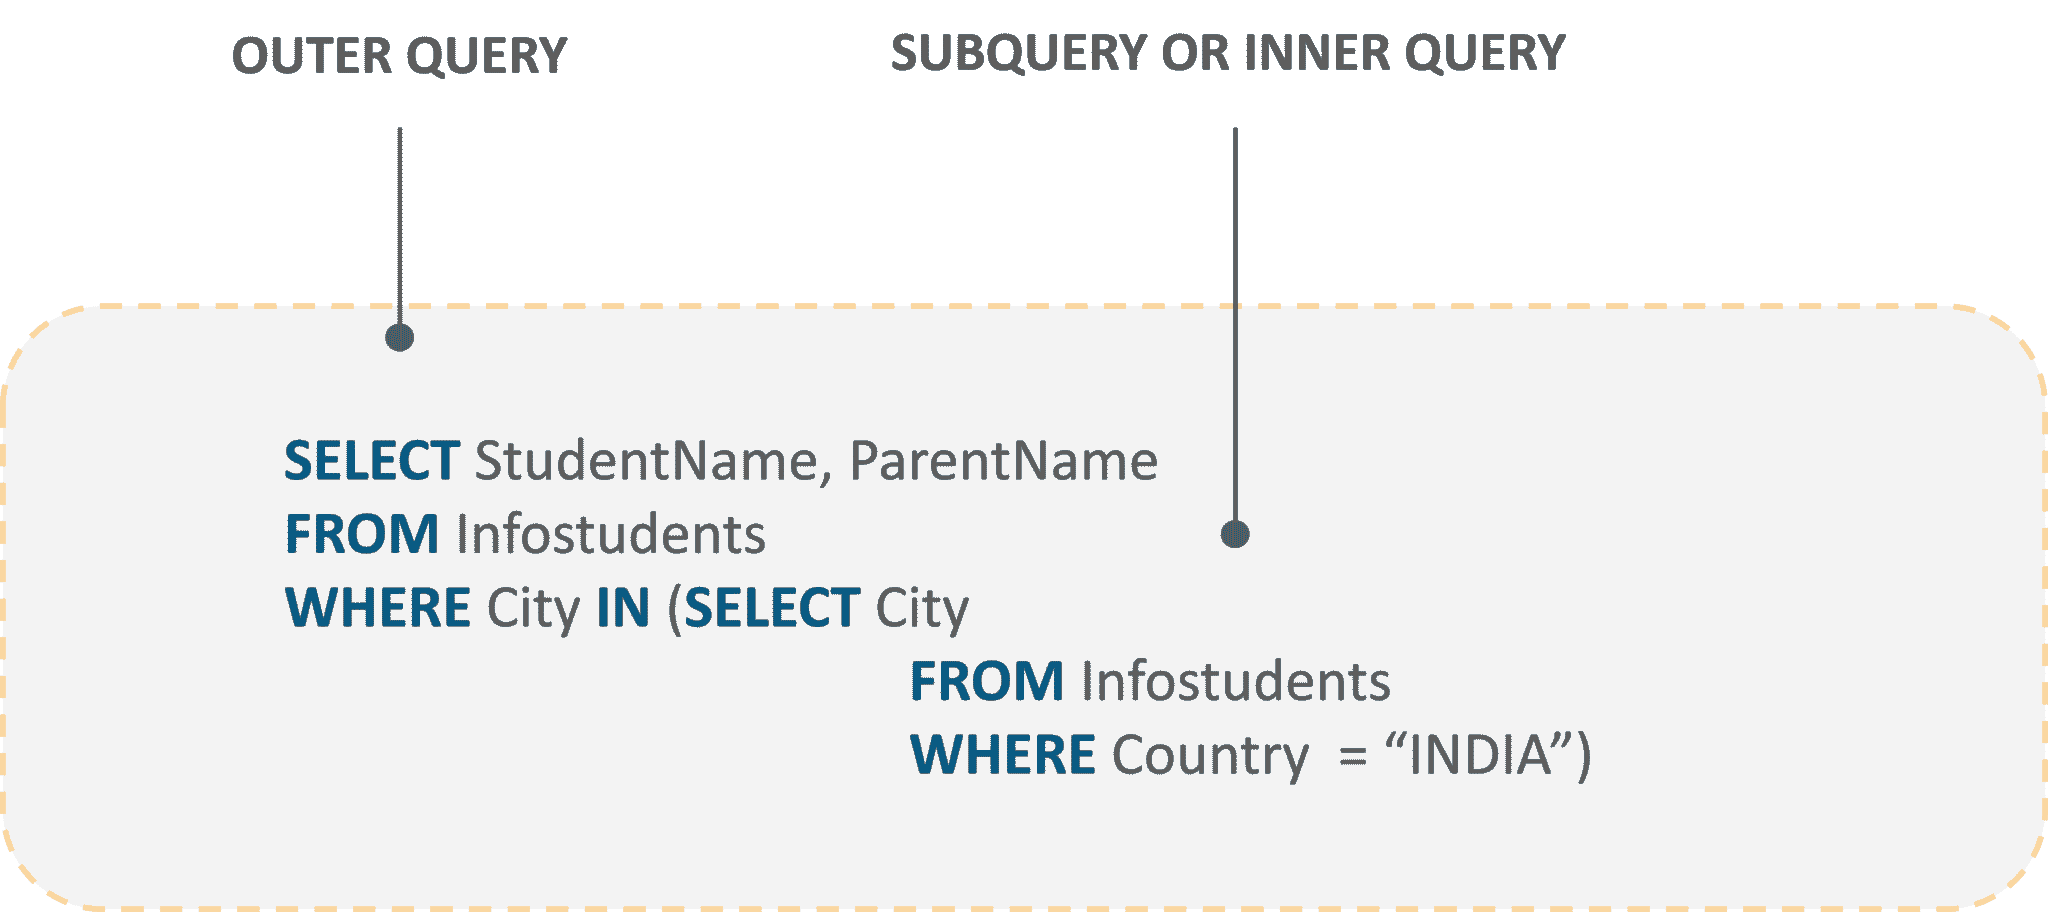 OUTER QUERY
SUBQUERY OR INNER QUERY
SELECT StudentName, ParentName
FROM Infostudents
WHERE City IN (SELECT City
FROM Infostudents
WHERE Country  = “INDIA”)